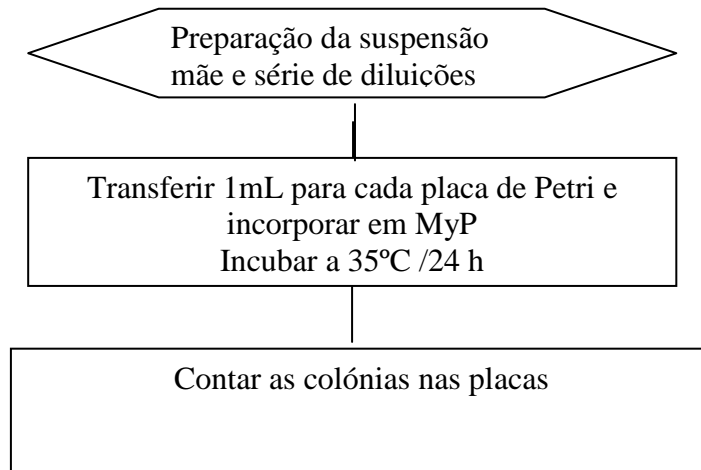 Preparação da suspensão
mãe e série de diluições
Transferir 1mL para cada placa de Petri e
incorporar em MyP
Incubar a 35ºC /24 h
Contar as colónias nas placas